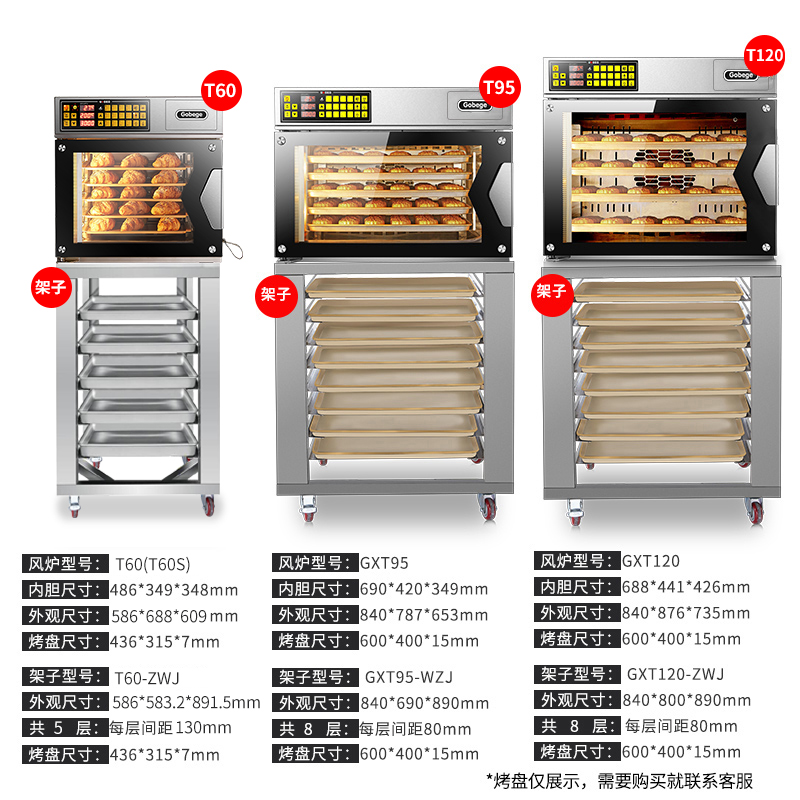 T60
T95
T120
Gobege
Gobege
Gobege
架子
架子
架子
风炉型号： T60(T60S)
内胆尺寸： 486*349*348mm
外观尺寸： 586*688*609mm
烤盘尺寸： 436*315*7mm
架子型号： T60-ZWJ
外观尺寸： 586*583.2*891.5mm
共 5 层： 每层间距130mm
烤盘尺寸： 436*315*7mm
风炉型号： GXT95
内胆尺寸： 690*420*349mm
外观尺寸： 840*787*653mm
烤盘尺寸： 600*400*15mm
架子型号： GXT95-WZJ
外观尺寸： 840*690*890mm
共 8 层： 每层间距80mm
烤盘尺寸： 600*400*15mm
风炉型号： GXT120
内胆尺寸： 688*441*426mm
外观尺寸： 840*876*735mm
烤盘尺寸： 600*400*15mm
架子型号： GXT120-ZWJ
外观尺寸： 840*800*890mm
共 8 层： 每层间距80mm
烤盘尺寸： 600*400*15mm
*烤盘仅展示，需要购买就联系客服